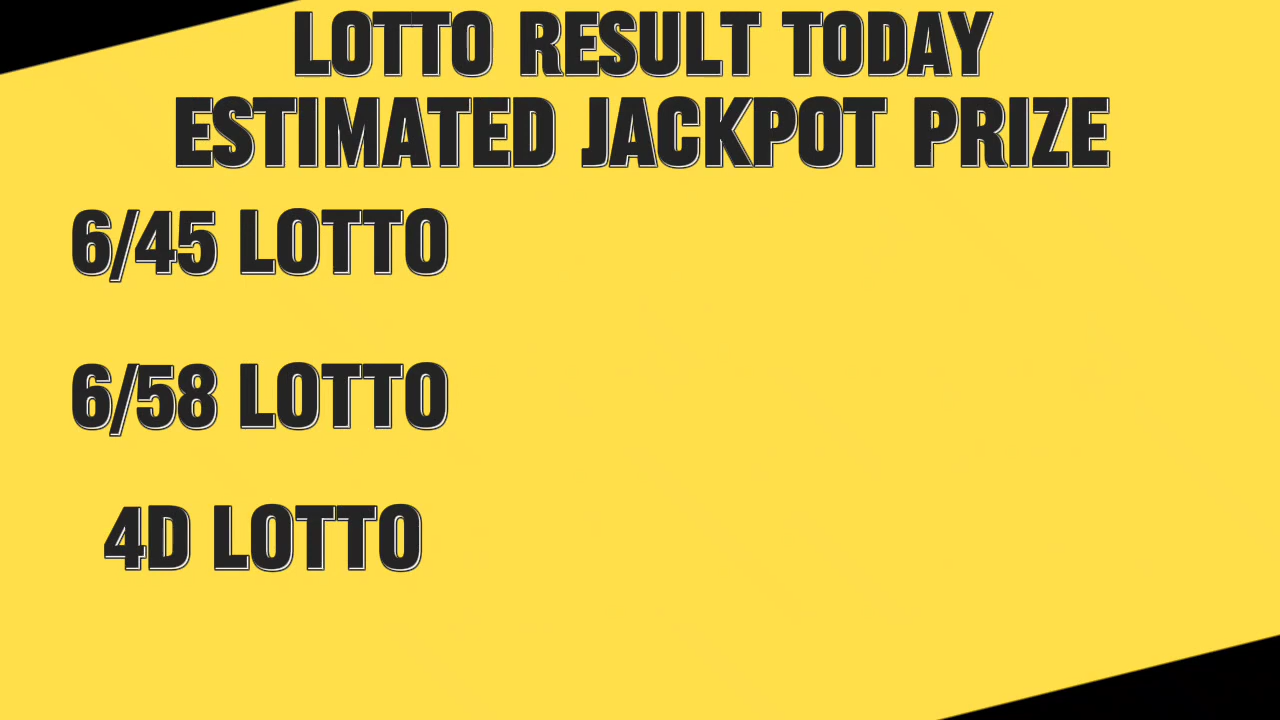 LOTTO RESULT TODAY
ESTIMATED JACKPOT PRIZE
6/45 LOTTO
6/58 LOTTO
4D LOTTO